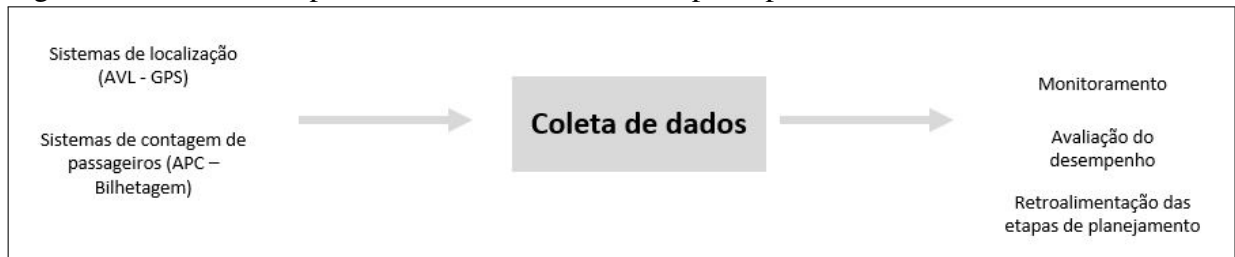 Sistemas de localização
(AVL - GPS)
Sistemas de contagem de
passageiros (APC –
Bilhetagem)
Coleta de dados
Monitoramento
Avaliação do
desempenho
Retroalimentação das
etapas de planejamento